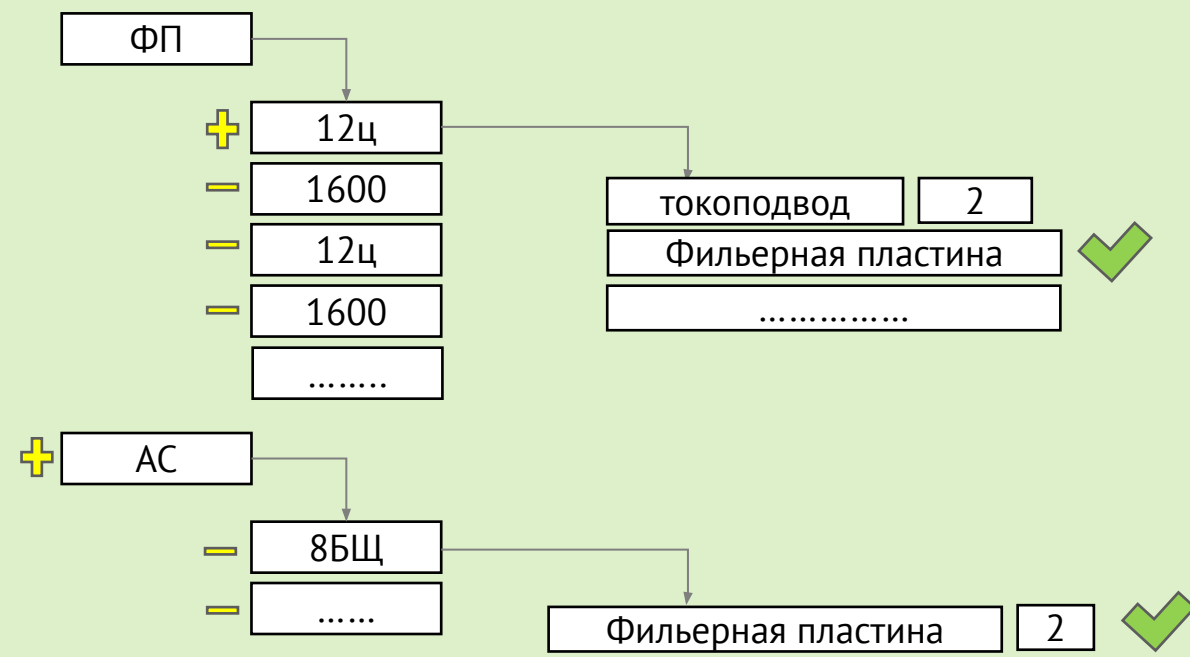 ФП
12ц
1600
12ц
1600
........
токоподвод 2
Фильерная пластина
...............
АС
8БЩ
......
Фильерная пластина 2